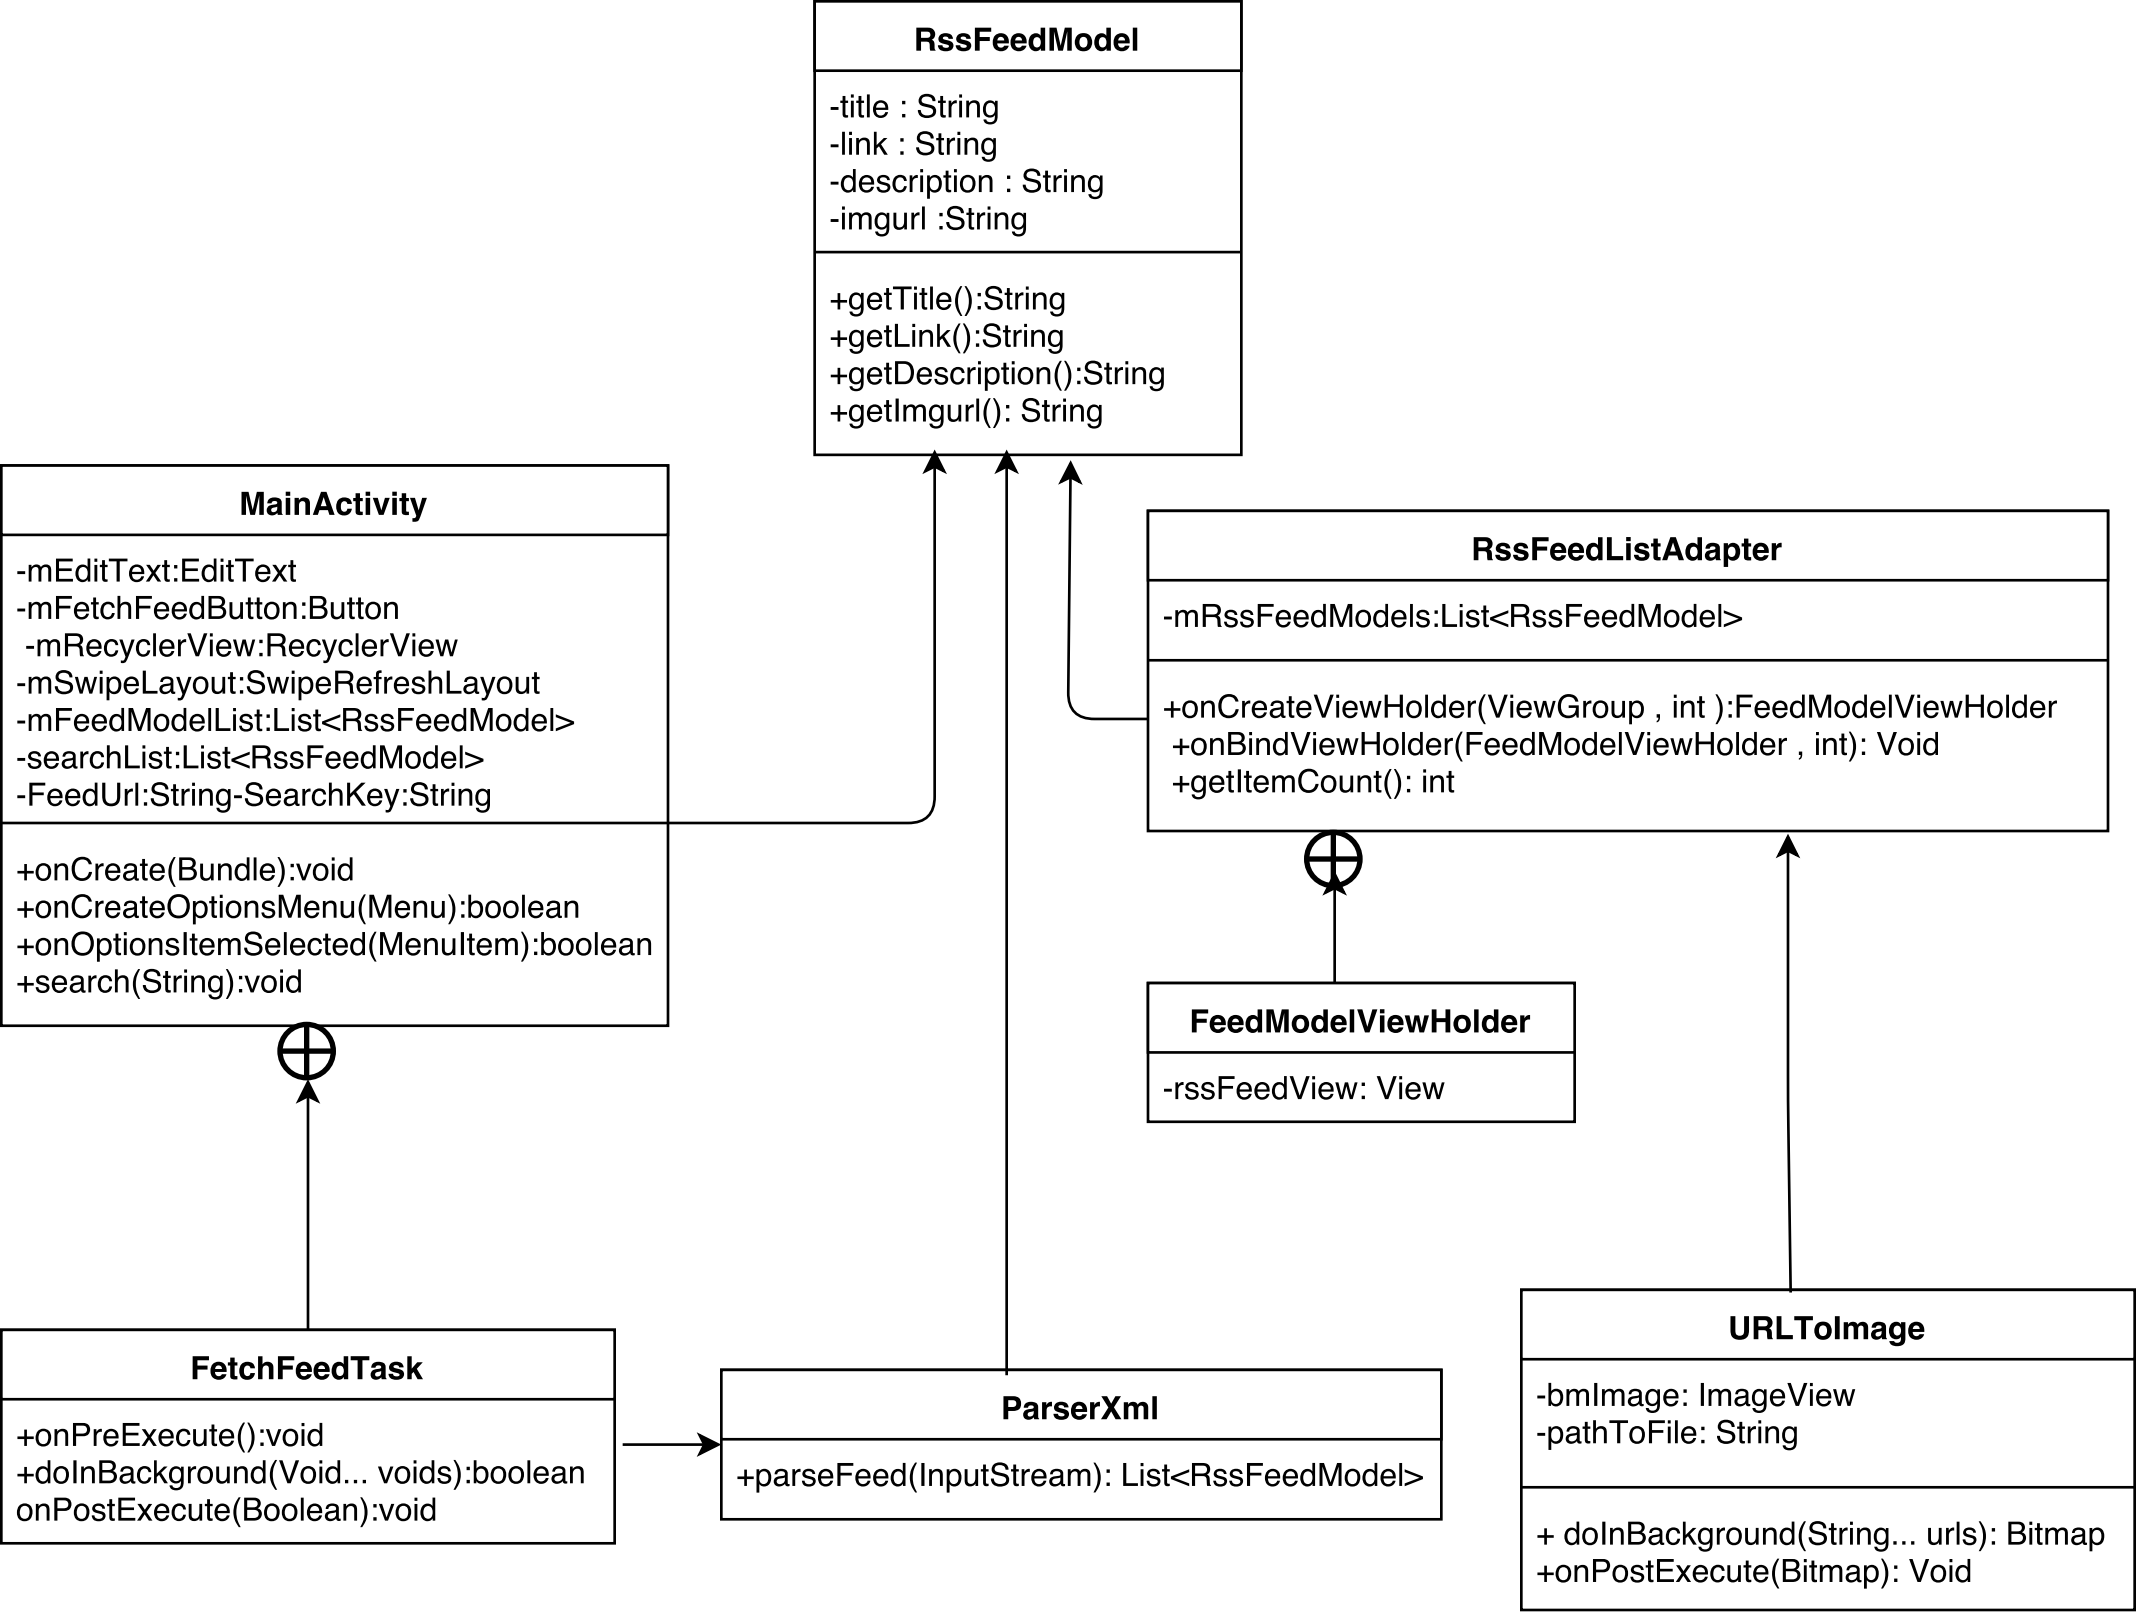 RssFeedModel
-title : String
-link : String
-description : String
-imgurl :String
+getTitle():String
+getLink():String
+getDescription():String
+getImgurl(): String
MainActivity
-mEditText:EditText
-mFetchFeedButton:Button
-mRecyclerView:RecyclerView
-mSwipeLayout:SwipeRefreshLayout
-mFeedModelList:List<RssFeedModel>
-searchList:List<RssFeedModel>
-FeedUrl:String-SearchKey:String
+onCreate(Bundle):void
+onCreateOptionsMenu(Menu):boolean
+onOptionsItemSelected(MenuItem):boolean
+search(String):void
RssFeedListAdapter
-mRssFeedModels:List<RssFeedModel>
+onCreateViewHolder(ViewGroup , int ):FeedModelViewHolder
+onBindViewHolder(FeedModelViewHolder , int): Void
+getItemCount(): int
FeedModelViewHolder
-rssFeedView: View
FetchFeedTask
+onPreExecute():void
+doInBackground(Void... voids):boolean
onPostExecute(Boolean):void
ParserXml
+parseFeed(InputStream): List<RssFeedModel>
URLToImage
-bmImage: ImageView
-pathToFile: String
+ doInBackground(String... urls): Bitmap
+onPostExecute(Bitmap): Void